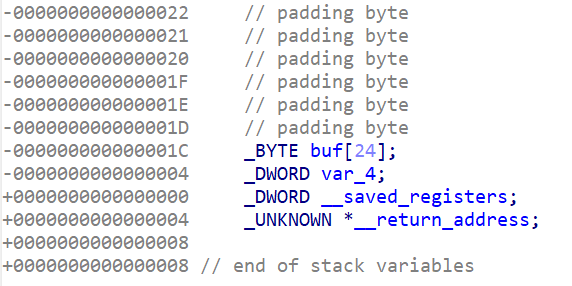 -0000000000000022 // padding byte
-0000000000000021 // padding byte
-0000000000000020 // padding byte
-000000000000001F // padding byte
-000000000000001E // padding byte
-000000000000001D // padding byte
-000000000000001C _BYTE buf[24];
-0000000000000004 _DWORD var_4;
+0000000000000000 _DWORD __saved_registers;
+0000000000000004 _UNKNOWN *__return_address;
+0000000000000008
+0000000000000008 // end of stack variables